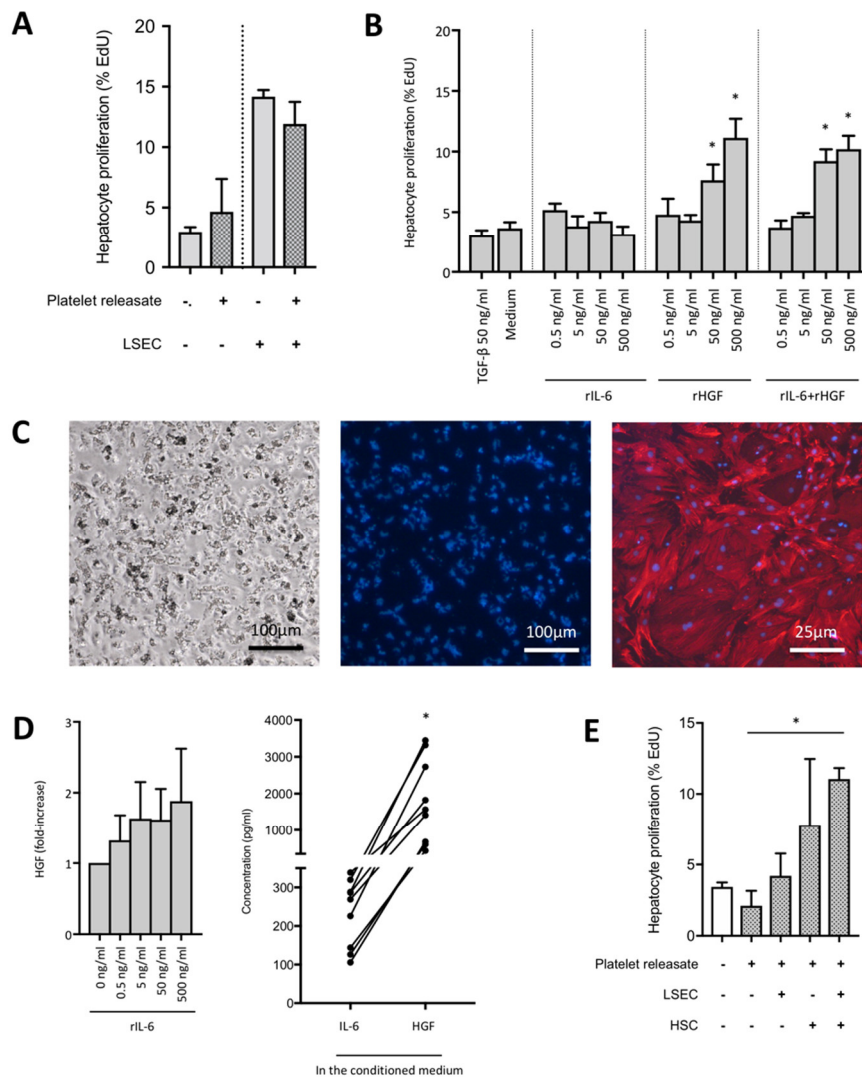 A
Hepatocyte proliferation (% EdU)
20
15
10
5
0
Platelet releasate -. + - +
LSEC - - + +
B
Hepatocyte proliferation (% EdU)
20
15
10
5
0
* * * *
TGF-β 50 ng/ml
Medium
0.5 ng/ml
5 ng/ml
50 ng/ml
500 ng/ml
0.5 ng/ml
5 ng/ml
50 ng/ml
500 ng/ml
0.5 ng/ml
5 ng/ml
50 ng/ml
500 ng/ml
rIL-6 rHGF rIL-6+rHGF
C
100µm 100µm 25µm
D
HGF (fold-increase)
3
2
1
0
0 ng/ml
0.5 ng/ml
5 ng/ml
50 ng/ml
500 ng/ml
rIL-6
Concentration (pg/ml)
*
4000
3000
2000
1000
400
300
200
100
0
IL-6 HGF
In the conditioned medium
E
Hepatocyte proliferation (% EdU)
*
15
10
5
0
Platelet releasate - + + + +
LSEC - - + - +
HSC - - - + +